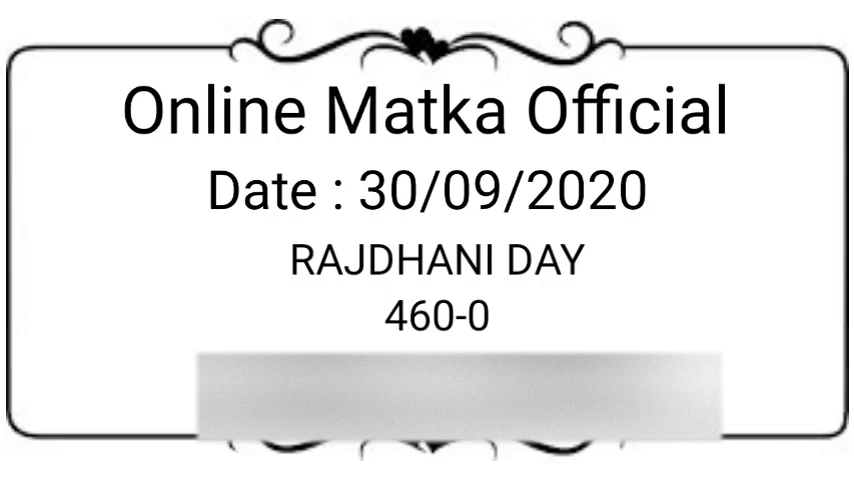 Online Matka Official
Date : 30/09/2020
RAJDHANI DAY
460-0